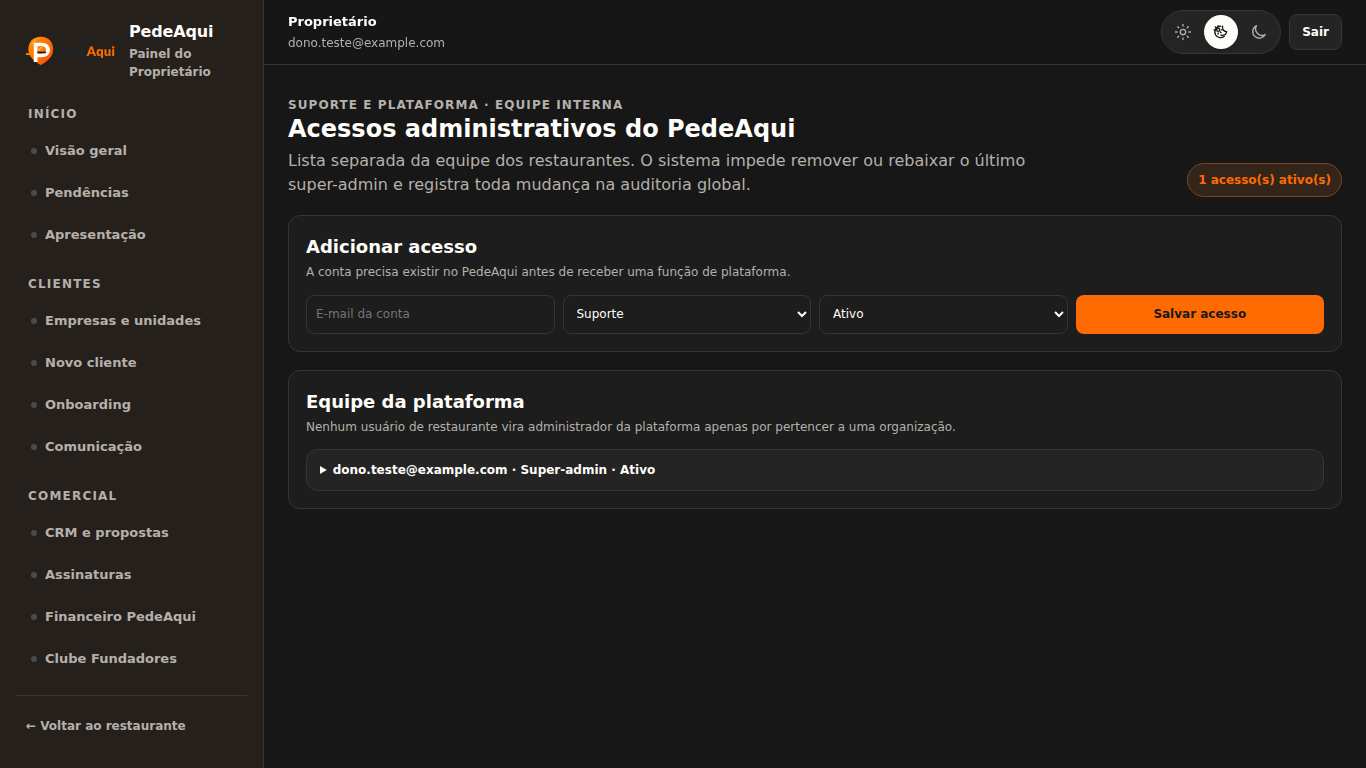 P
Aqui
PedeAqui
Painel do
Proprietário
INÍCIO
Visão geral
Pendências
Apresentação
CLIENTES
Empresas e unidades
Novo cliente
Onboarding
Comunicação
COMERCIAL
CRM e propostas
Assinaturas
Financeiro PedeAqui
Clube Fundadores
← Voltar ao restaurante
Proprietário
dono.teste@example.com
Sair
SUPORTE E PLATAFORMA · EQUIPE INTERNA
Acessos administrativos do PedeAqui
Lista separada da equipe dos restaurantes. O sistema impede remover ou rebaixar o último
super-admin e registra toda mudança na auditoria global.
1 acesso(s) ativo(s)
Adicionar acesso
A conta precisa existir no PedeAqui antes de receber uma função de plataforma.
E-mail da conta
Suporte
Ativo
Salvar acesso
Equipe da plataforma
Nenhum usuário de restaurante vira administrador da plataforma apenas por pertencer a uma organização.
dono.teste@example.com · Super-admin · Ativo